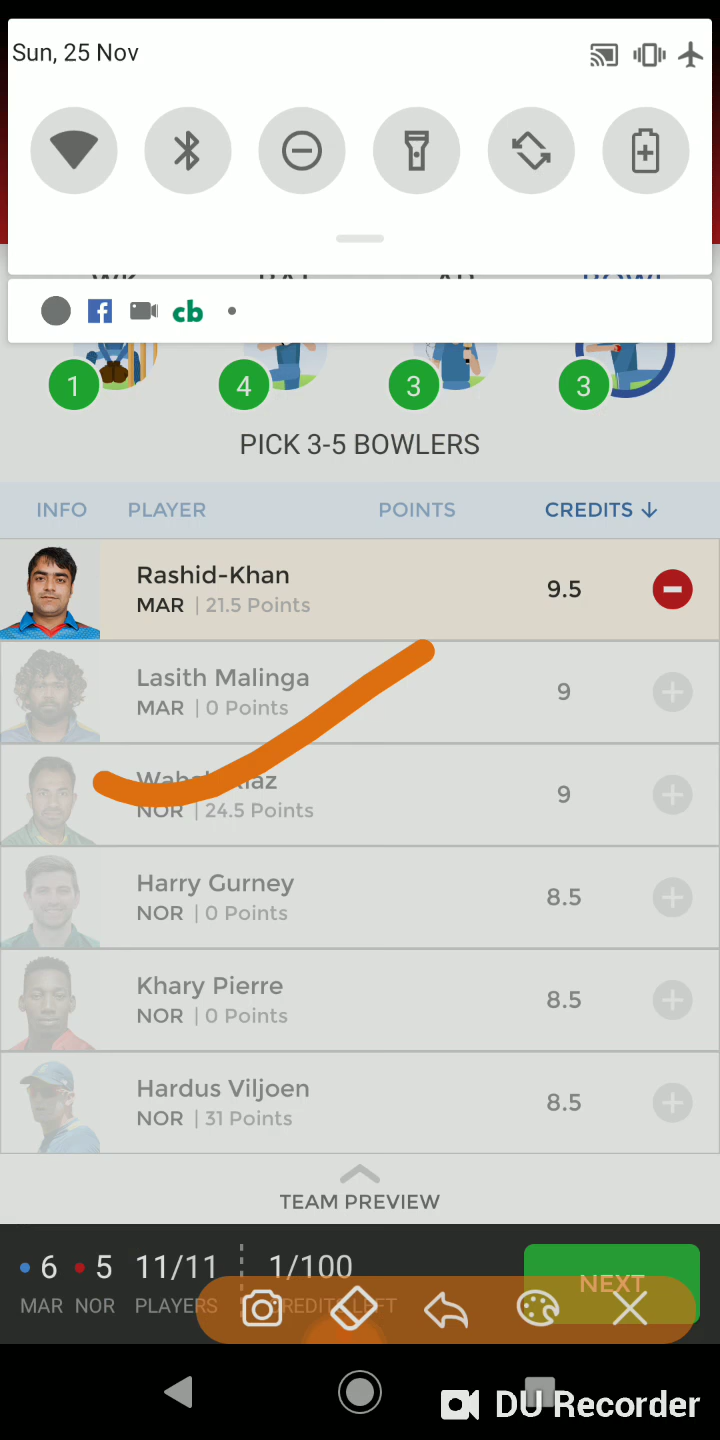 Sun, 25 Nov
cb
1 4 3 3
PICK 3-5 BOWLERS
INFO PLAYER POINTS CREDITS ↓
Rashid-Khan
MAR | 21.5 Points 9.5
Lasith Malinga
MAR | 0 Points 9
NOR | 24.5 Points 9
Harry Gurney
NOR | 0 Points 8.5
Khary Pierre
NOR | 0 Points 8.5
Hardus Viljoen
NOR | 31 Points 8.5
TEAM PREVIEW
6 5 11/11 1/100 NEXT
MAR NOR PLAYERS CREDITS LEFT
DU Recorder